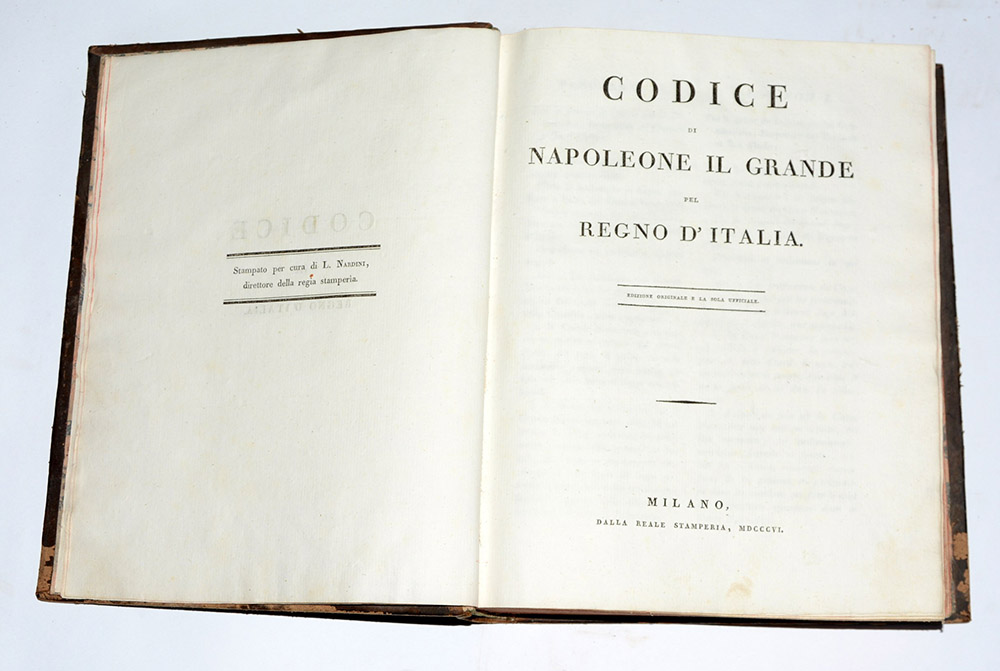 Stampato per cura di L. NARDINI,
direttore della regia stamperia.
CODICE
DI
NAPOLEONE IL GRANDE
PEL
REGNO D'ITALIA.
EDIZIONE ORIGINALE E LA SOLA UFFICIALE.
MILANO,
DALLA REALE STAMPERIA, MDCCCVI.